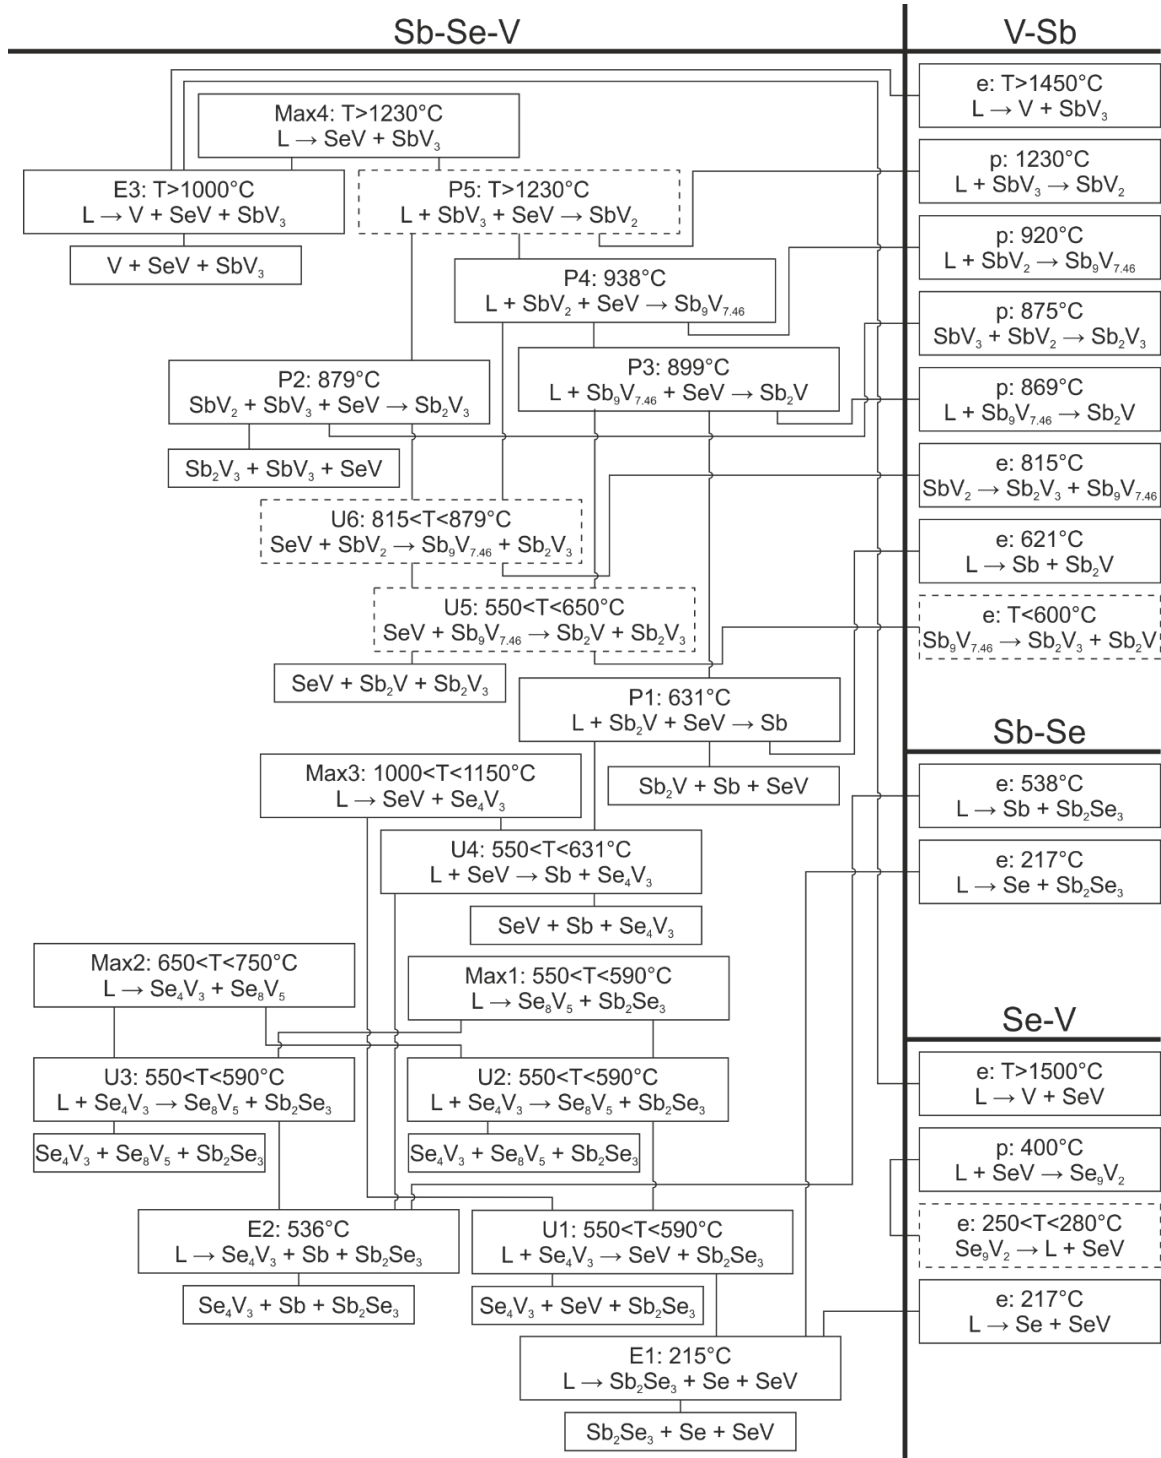 Sb-Se-V
Max4: T>1230°C
L → SeV + SbV₃
E3: T>1000°C
L → V + SeV + SbV₃
V + SeV + SbV₃
P5: T>1230°C
L + SbV₃ + SeV → SbV₂
P4: 938°C
L + SbV₂ + SeV → Sb₉V₇.₄₆
P3: 899°C
L + Sb₉V₇.₄₆ + SeV → Sb₂V
P2: 879°C
SbV₂ + SbV₃ + SeV → Sb₂V₃
Sb₂V₃ + SbV₃ + SeV
U6: 815<T<879°C
SeV + SbV₂ → Sb₉V₇.₄₆ + Sb₂V₃
U5: 550<T<650°C
SeV + Sb₉V₇.₄₆ → Sb₂V + Sb₂V₃
SeV + Sb₂V + Sb₂V₃
P1: 631°C
L + Sb₂V + SeV → Sb
Sb₂V + Sb + SeV
Max3: 1000<T<1150°C
L → SeV + Se₄V₃
U4: 550<T<631°C
L + SeV → Sb + Se₄V₃
SeV + Sb + Se₄V₃
Max2: 650<T<750°C
L → Se₄V₃ + Se₈V₅
Max1: 550<T<590°C
L → Se₈V₅ + Sb₂Se₃
U3: 550<T<590°C
L + Se₄V₃ → Se₈V₅ + Sb₂Se₃
Se₄V₃ + Se₈V₅ + Sb₂Se₃
U2: 550<T<590°C
L + Se₄V₃ → Se₈V₅ + Sb₂Se₃
Se₄V₃ + Se₈V₅ + Sb₂Se₃
E2: 536°C
L → Se₄V₃ + Sb + Sb₂Se₃
Se₄V₃ + Sb + Sb₂Se₃
U1: 550<T<590°C
L + Se₄V₃ → SeV + Sb₂Se₃
Se₄V₃ + SeV + Sb₂Se₃
E1: 215°C
L → Sb₂Se₃ + Se + SeV
Sb₂Se₃ + Se + SeV
V-Sb
e: T>1450°C
L → V + SbV₃
p: 1230°C
L + SbV₃ → SbV₂
p: 920°C
L + SbV₂ → Sb₉V₇.₄₆
p: 875°C
SbV₃ + SbV₂ → Sb₂V₃
p: 869°C
L + Sb₉V₇.₄₆ → Sb₂V
e: 815°C
SbV₂ → Sb₂V₃ + Sb₉V₇.₄₆
e: 621°C
L → Sb + Sb₂V
e: T<600°C
Sb₉V₇.₄₆ → Sb₂V₃ + Sb₂V
Sb-Se
e: 538°C
L → Sb + Sb₂Se₃
e: 217°C
L → Se + Sb₂Se₃
Se-V
e: T>1500°C
L → V + SeV
p: 400°C
L + SeV → Se₉V₂
e: 250<T<280°C
Se₉V₂ → L + SeV
e: 217°C
L → Se + SeV